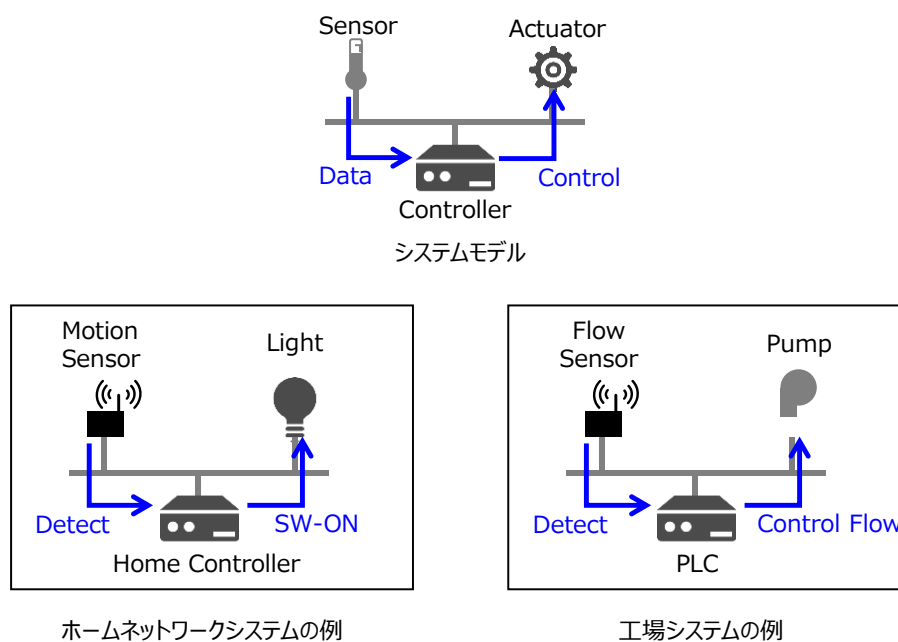 Sensor
Actuator
Data
Control
Controller
システムモデル
Motion
Sensor
Light
Detect
SW-ON
Home Controller
ホームネットワークシステムの例
Flow
Sensor
Pump
Detect
Control Flow
PLC
工場システムの例